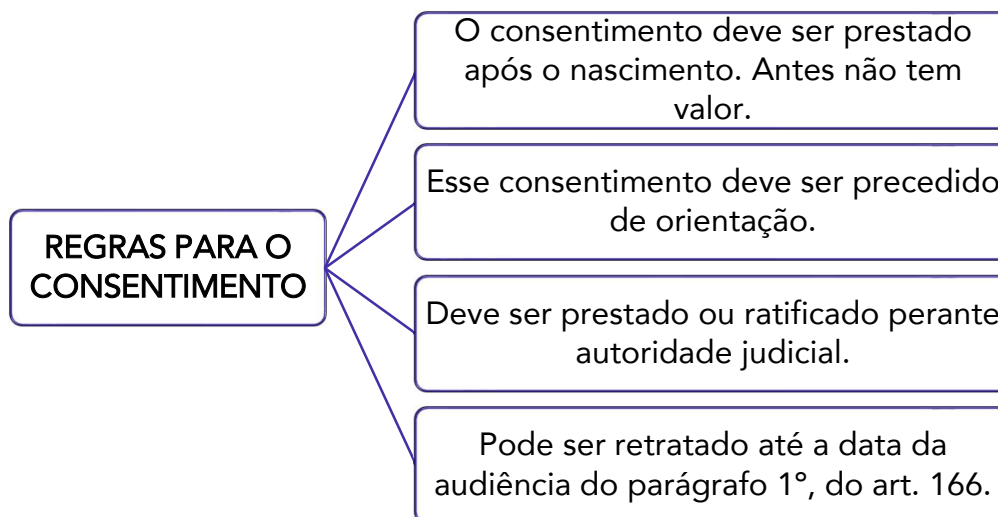 REGRAS PARA O
CONSENTIMENTO
O consentimento deve ser prestado
após o nascimento. Antes não tem
valor.
Esse consentimento deve ser precedido
de orientação.
Deve ser prestado ou ratificado perante
autoridade judicial.
Pode ser retratado até a data da
audiência do parágrafo 1º, do art. 166.